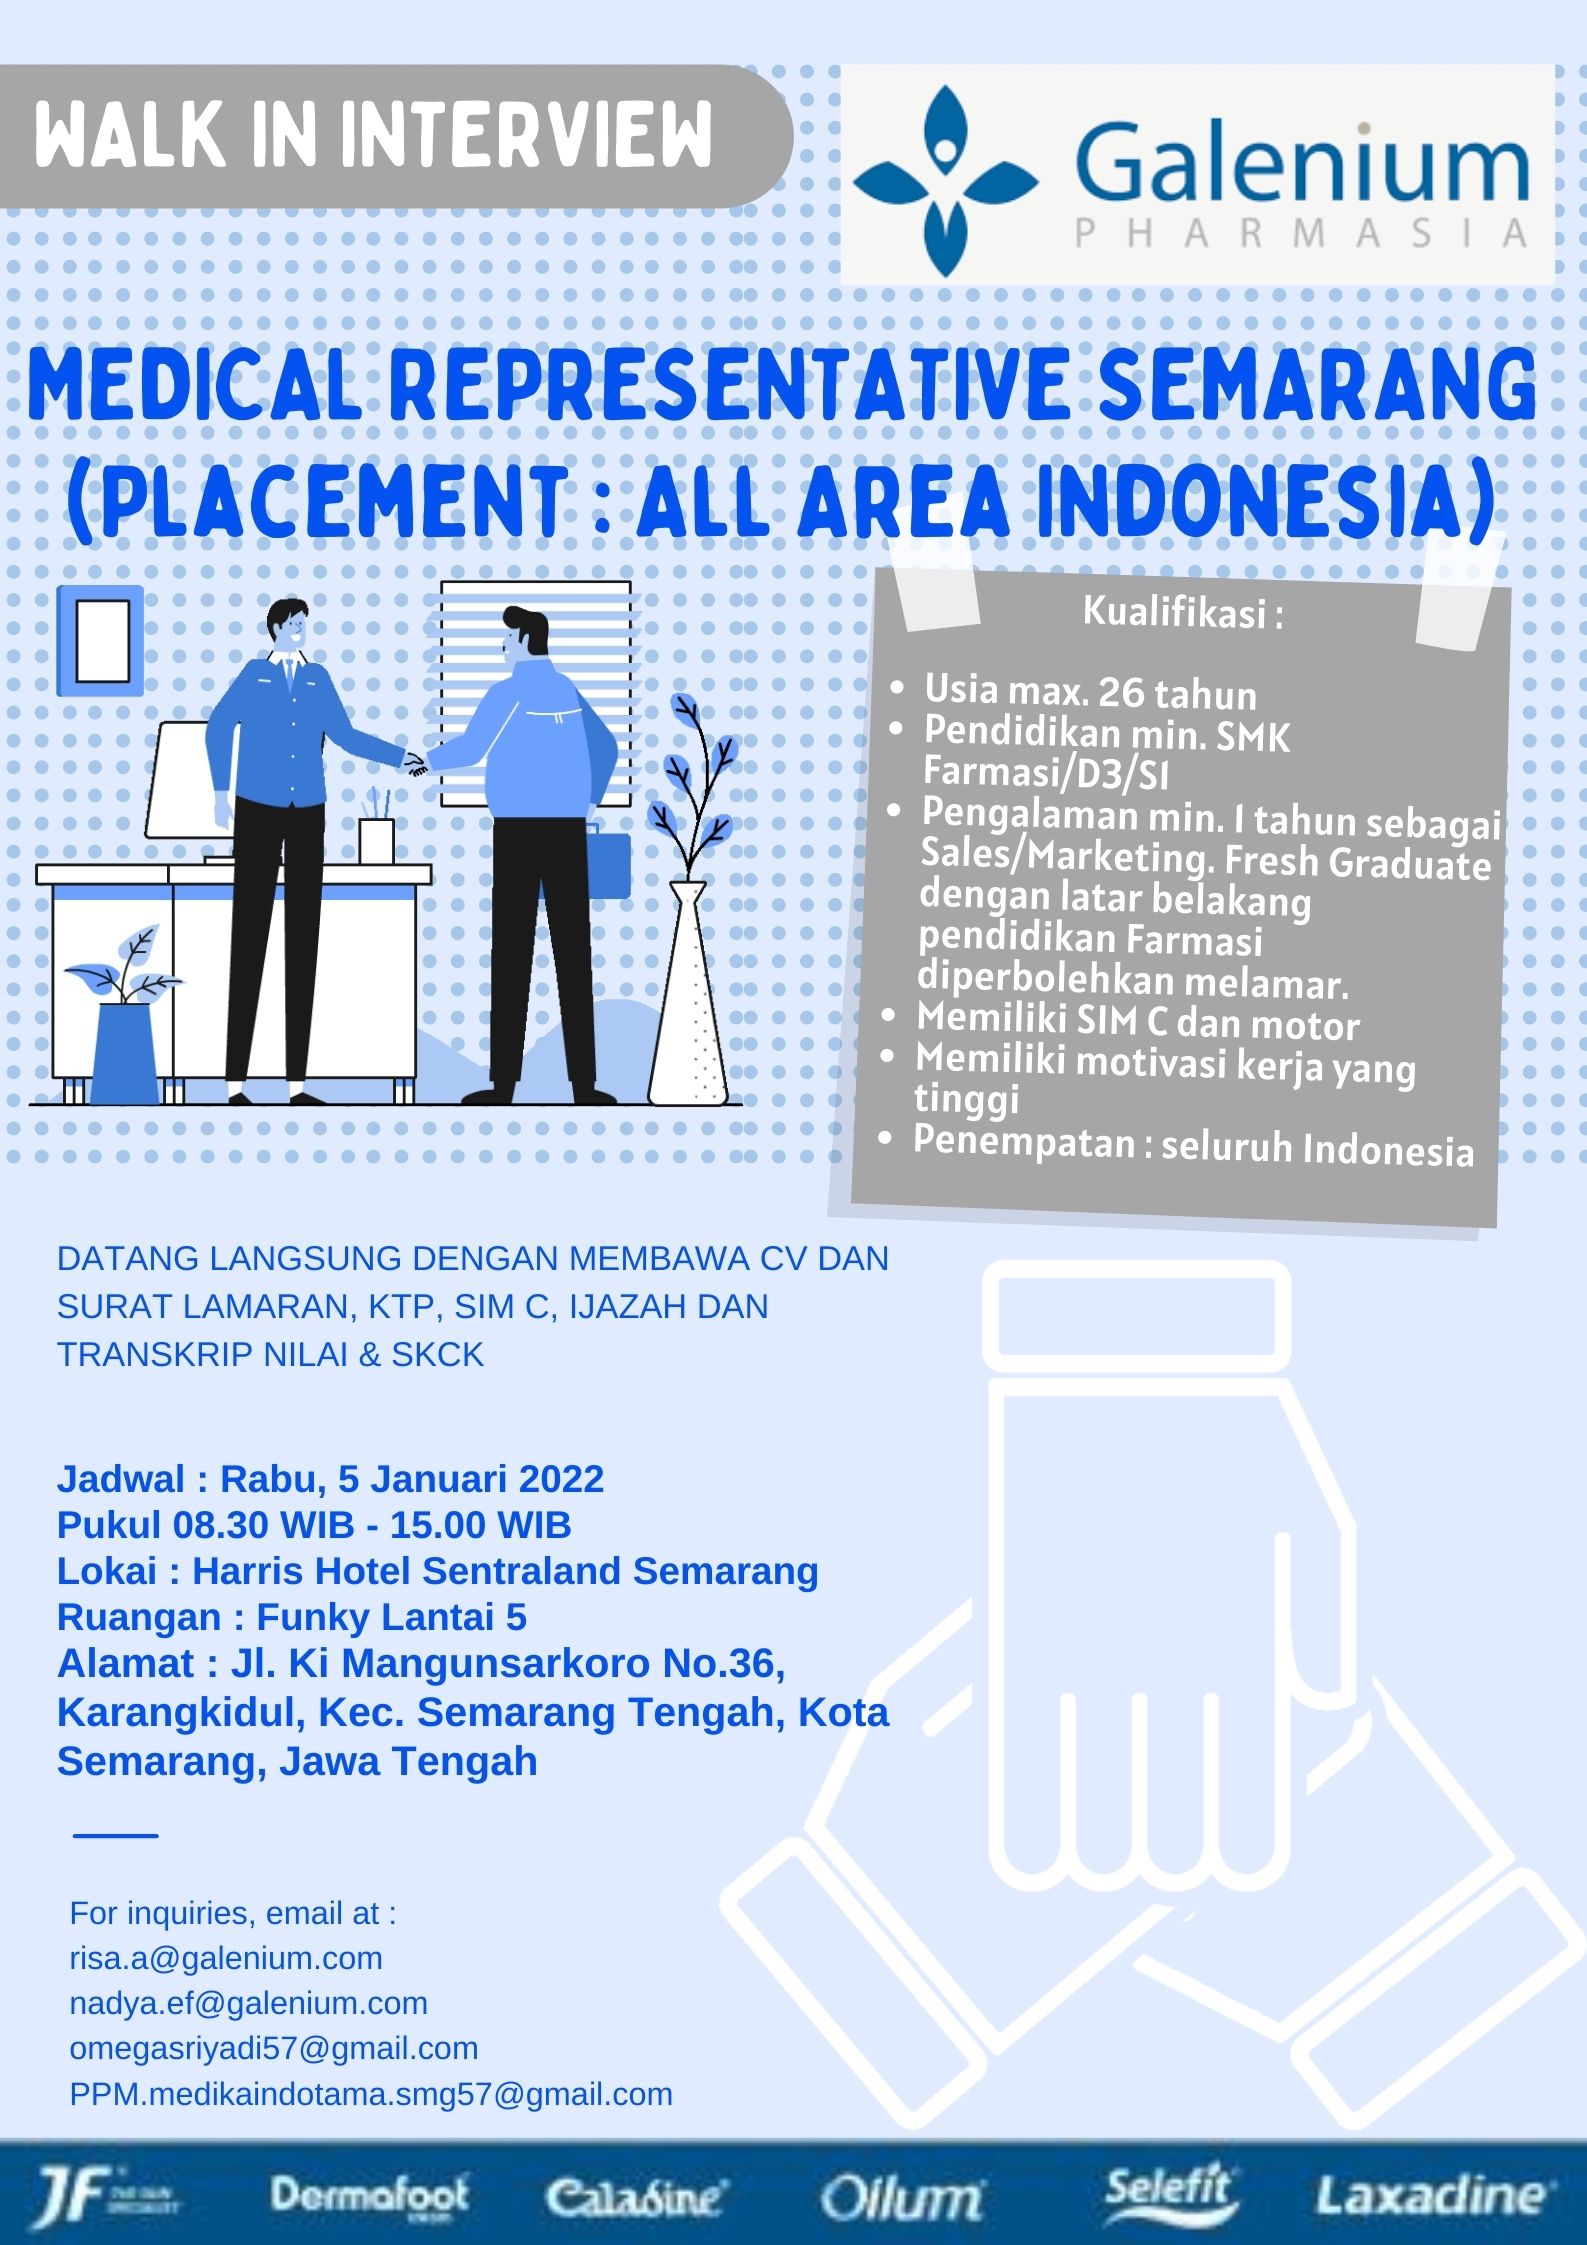 WALK IN INTERVIEW
Galenium
PHARMASIA
MEDICAL REPRESENTATIVE SEMARANG
(PLACEMENT : ALL AREA INDONESIA)
Kualifikasi :
• Usia max. 26 tahun
• Pendidikan min. SMK
Farmasi/D3/S1
• Pengalaman min. 1 tahun sebagai
Sales/Marketing. Fresh Graduate
dengan latar belakang
pendidikan Farmasi
diperbolehkan melamar.
• Memiliki SIM C dan motor
• Memiliki motivasi kerja yang
tinggi
• Penempatan : seluruh Indonesia
DATANG LANGSUNG DENGAN MEMBAWA CV DAN
SURAT LAMARAN, KTP, SIM C, IJAZAH DAN
TRANSKRIP NILAI & SKCK
Jadwal : Rabu, 5 Januari 2022
Pukul 08.30 WIB - 15.00 WIB
Lokai : Harris Hotel Sentraland Semarang
Ruangan : Funky Lantai 5
Alamat : Jl. Ki Mangunsarkoro No.36,
Karangkidul, Kec. Semarang Tengah, Kota
Semarang, Jawa Tengah
For inquiries, email at :
risa.a@galenium.com
nadya.ef@galenium.com
omegasriyadi57@gmail.com
PPM.medikaindotama.smg57@gmail.com
JF Dermafoot Caladine Oilum Selefit Laxadine